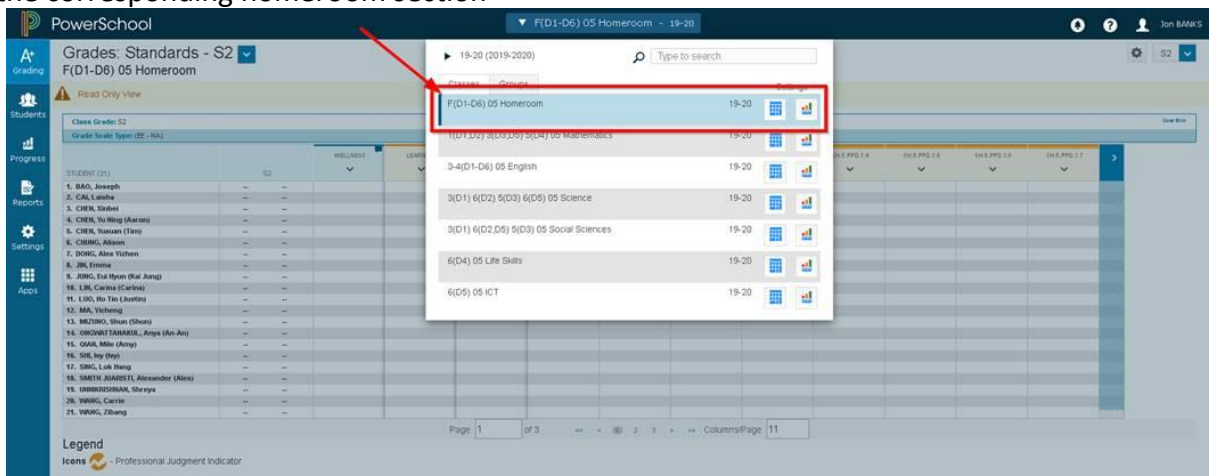 the corresponding homeroom section
PowerSchool
F(D1-D6) 05 Homeroom - 19-20
Jon BANKS
Grading
Students
Progress
Reports
Settings
Apps
Grades: Standards - S2
F(D1-D6) 05 Homeroom
S2
Read Only View
19-20 (2019-2020)
Type to search
Classes Groups
F(D1-D6) 05 Homeroom 19-20
1(D1,D2) 3(D3,D6) 5(D4) 05 Mathematics 19-20
3-4(D1-D6) 05 English 19-20
3(D1) 6(D2) 5(D3) 6(D5) 05 Science 19-20
3(D1) 6(D2,D5) 5(D3) 05 Social Sciences 19-20
6(D4) 05 Life Skills 19-20
6(D5) 05 ICT 19-20
Class Grade: S2
Grade Scale Type: (EE - NA)
WELLNESS
STUDENT (21) S2
1. BAO, Joseph -- --
2. CAI, Laisha -- --
3. CHEN, Xinbei -- --
4. CHEN, Yu Ning (Aaron) -- --
5. CHEN, Yuxuan (Tim) -- --
6. CHUNG, Alison -- --
7. DONG, Alex Yizhen -- --
8. JIN, Emma -- --
9. JUNG, Eui Hyun (Kai Jung) -- --
10. LIN, Carina (Carina) -- --
11. LUO, Ho Tin (Justin) -- --
12. MA, Yicheng -- --
13. MIZUNO, Shun (Shun) -- --
14. ONGWATTANAKUL, Anya (An-An) -- --
15. QIAN, Mile (Amy) -- --
16. SHI, Ivy (Ivy) -- --
17. SING, Lok Hang -- --
18. SMITH JUARISTI, Alexander (Alex) -- --
19. UNNIKRISHNAN, Shreya -- --
20. WANG, Carrie -- --
21. WANG, Zibang -- --
Page 1 of 3 1 2 3 Columns/Page 11
Legend
Icons - Professional Judgment Indicator